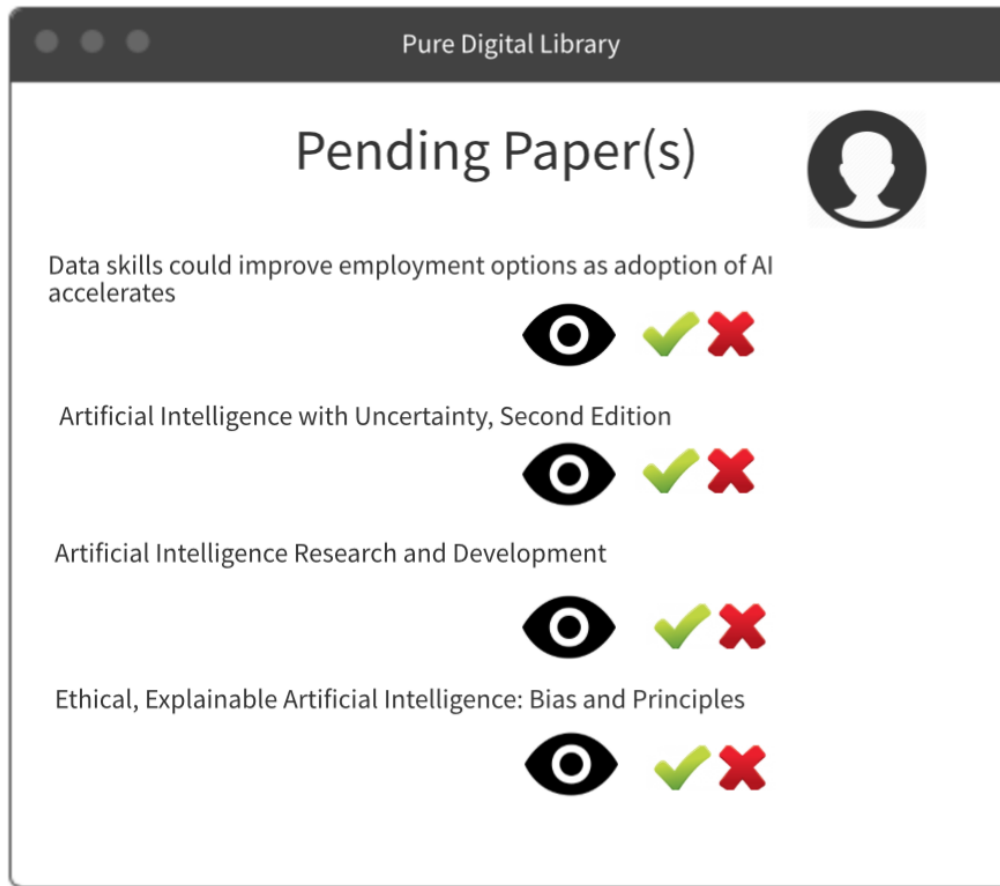 Pure Digital Library
Pending Paper(s)
Data skills could improve employment options as adoption of AI
accelerates
Artificial Intelligence with Uncertainty, Second Edition
Artificial Intelligence Research and Development
Ethical, Explainable Artificial Intelligence: Bias and Principles